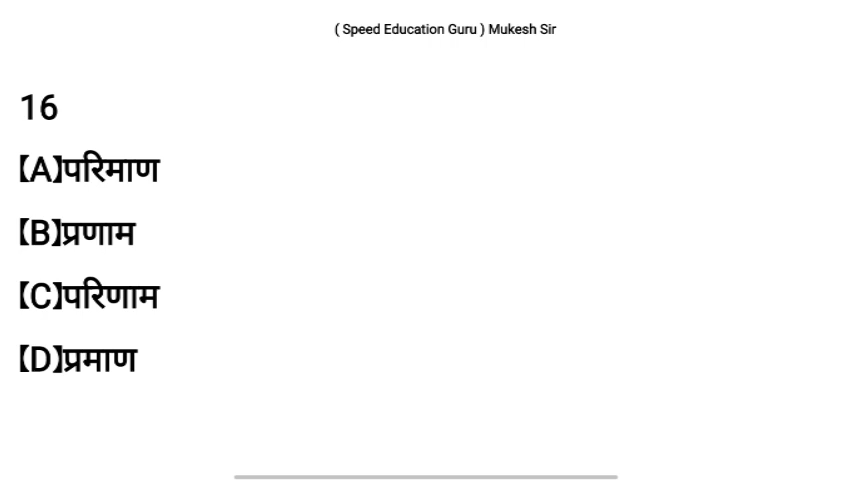 ( Speed Education Guru ) Mukesh Sir
16
【A】परिमाण
【B】प्रणाम
【C】परिणाम
【D】प्रमाण